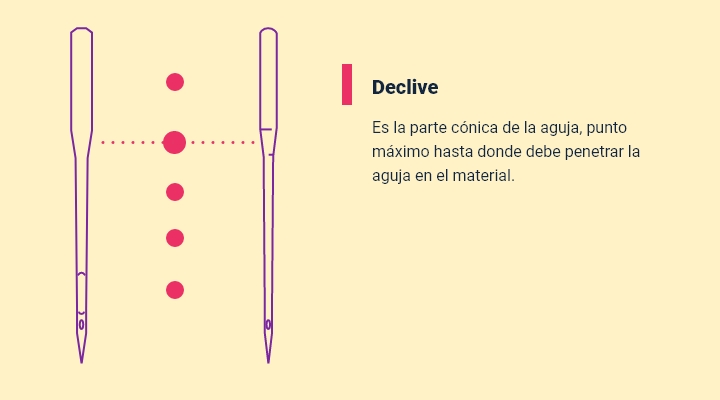 Declive
Es la parte cónica de la aguja, punto
máximo hasta donde debe penetrar la
aguja en el material.